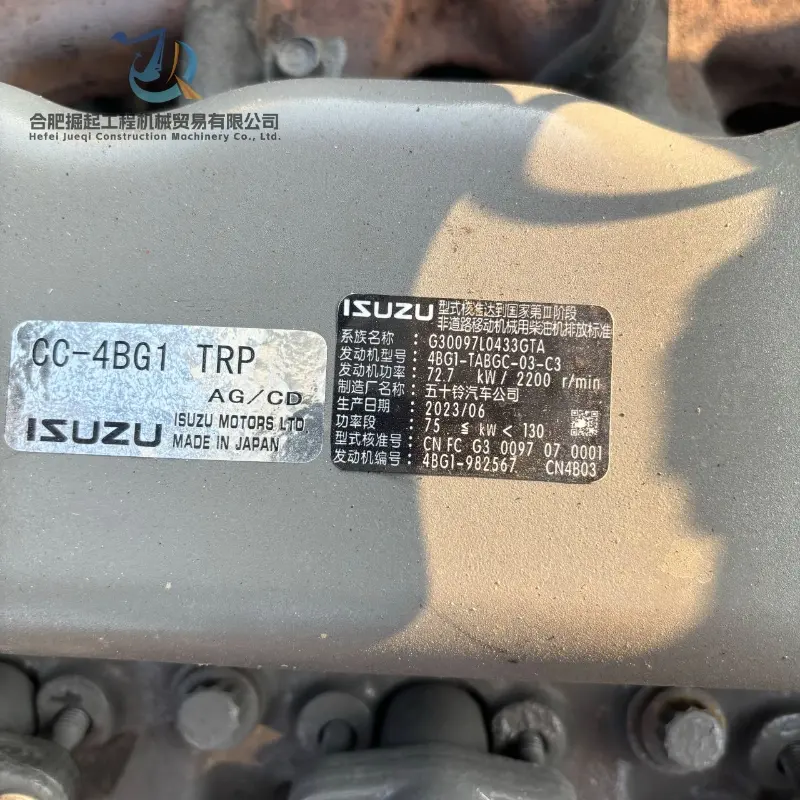 合肥掘起工程机械贸易有限公司
Hefei Jueqi Construction Machinery Co., Ltd.
CC-4BG1 TRP
AG/CD
ISUZU
ISUZU MOTORS LTD
MADE IN JAPAN
ISUZU
型式核准达到国家第Ⅲ阶段
非道路移动机械用柴油机排放标准
系族名称 : G30097L0433GTA
发动机型号: 4BG1-TABGC-03-C3
发动机功率: 72.7 kW/ 2200 r/min
制造厂名称: 五十铃汽车公司
生产日期 : 2023/06
功率段 : 75 ≦ kW < 130
型式核准号: CN FC G3 0097 07 0001
发动机编号: 4BG1-982567
CN4B03